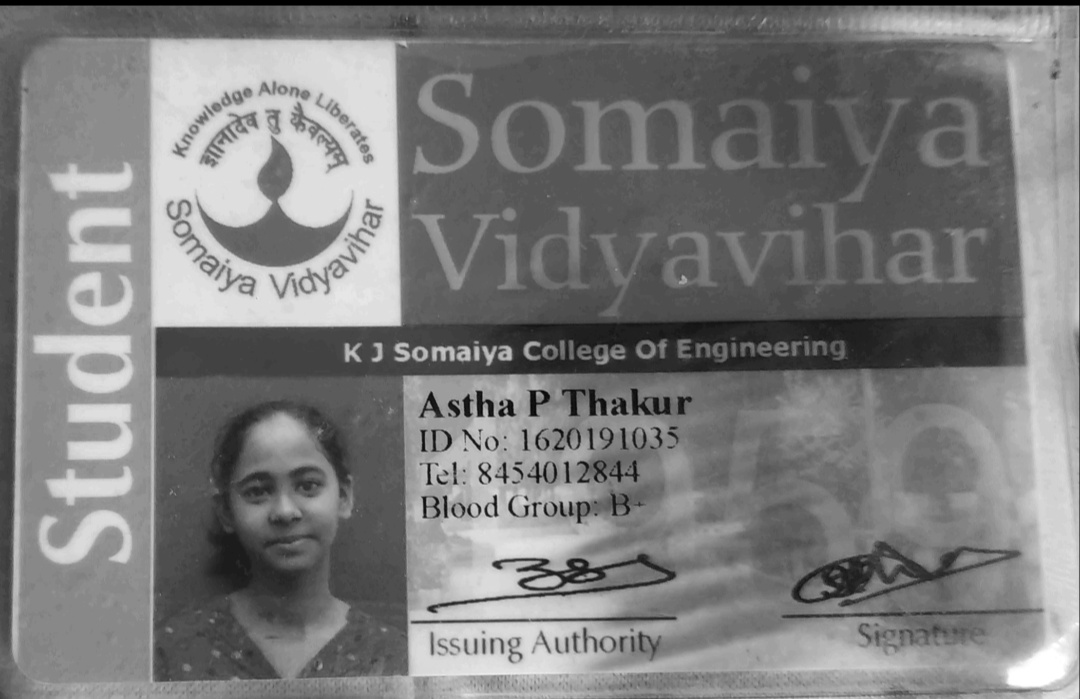 Student
Knowledge Alone Liberates
ज्ञानादेव तु कैवल्यम्
Somaiya Vidyavihar
Somaiya
Vidyavihar
K J Somaiya College Of Engineering
Astha P Thakur
ID No: 1620191035
Tel: 8454012844
Blood Group: B+
Issuing Authority
Signature